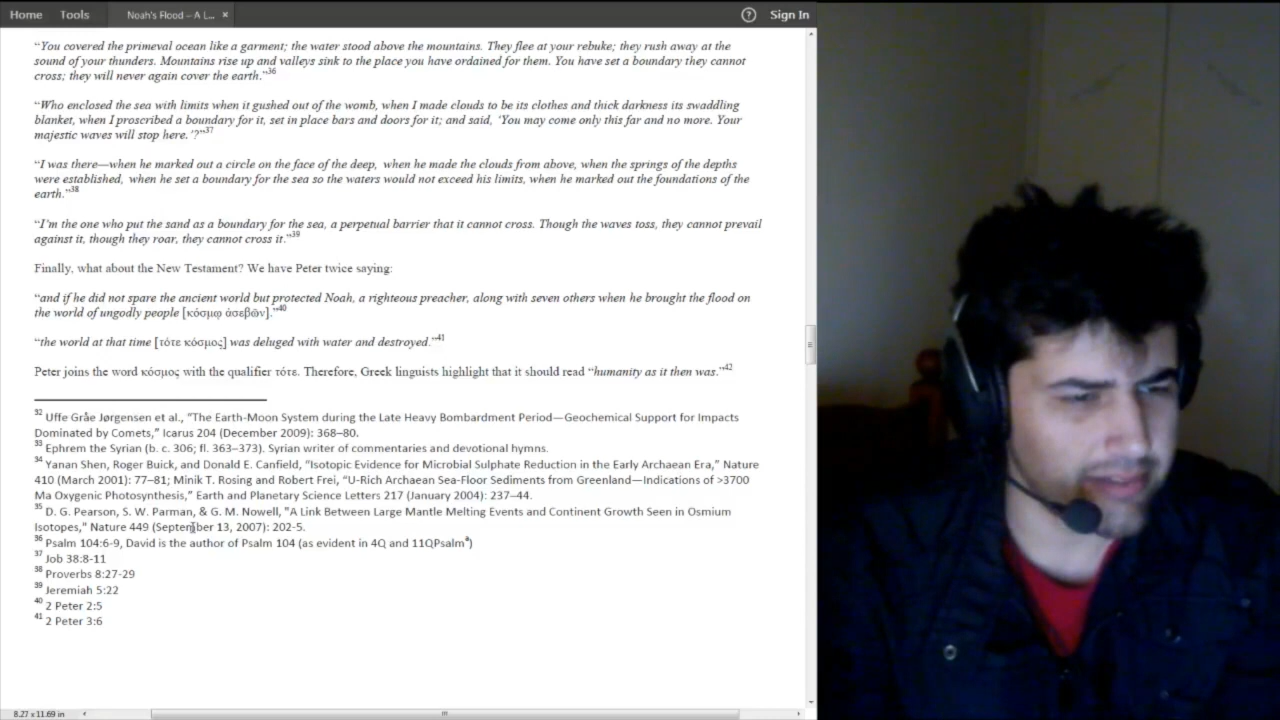 Home Tools Noah's Flood – A L... × ? Sign In
“You covered the primeval ocean like a garment; the water stood above the mountains. They flee at your rebuke; they rush away at the
sound of your thunders. Mountains rise up and valleys sink to the place you have ordained for them. You have set a boundary they cannot
cross; they will never again cover the earth.”36
“Who enclosed the sea with limits when it gushed out of the womb, when I made clouds to be its clothes and thick darkness its swaddling
blanket, when I proscribed a boundary for it, set in place bars and doors for it; and said, ‘You may come only this far and no more. Your
majestic waves will stop here.’?”37
“I was there—when he marked out a circle on the face of the deep, when he made the clouds from above, when the springs of the depths
were established, when he set a boundary for the sea so the waters would not exceed his limits, when he marked out the foundations of the
earth.”38
“I’m the one who put the sand as a boundary for the sea, a perpetual barrier that it cannot cross. Though the waves toss, they cannot prevail
against it, though they roar, they cannot cross it.”39
Finally, what about the New Testament? We have Peter twice saying:
“and if he did not spare the ancient world but protected Noah, a righteous preacher, along with seven others when he brought the flood on
the world of ungodly people [κόσμῳ ἀσεβῶν].”40
“the world at that time [τότε κόσμος] was deluged with water and destroyed.”41
Peter joins the word κόσμος with the qualifier τότε. Therefore, Greek linguists highlight that it should read “humanity as it then was.”42
32 Uffe Gråe Jørgensen et al., “The Earth-Moon System during the Late Heavy Bombardment Period—Geochemical Support for Impacts
Dominated by Comets,” Icarus 204 (December 2009): 368–80.
33 Ephrem the Syrian (b. c. 306; fl. 363–373). Syrian writer of commentaries and devotional hymns.
34 Yanan Shen, Roger Buick, and Donald E. Canfield, “Isotopic Evidence for Microbial Sulphate Reduction in the Early Archaean Era,” Nature
410 (March 2001): 77–81; Minik T. Rosing and Robert Frei, “U-Rich Archaean Sea-Floor Sediments from Greenland—Indications of >3700
Ma Oxygenic Photosynthesis,” Earth and Planetary Science Letters 217 (January 2004): 237–44.
35 D. G. Pearson, S. W. Parman, & G. M. Nowell, "A Link Between Large Mantle Melting Events and Continent Growth Seen in Osmium
Isotopes," Nature 449 (September 13, 2007): 202-5.
36 Psalm 104:6-9, David is the author of Psalm 104 (as evident in 4Q and 11QPsalma)
37 Job 38:8-11
38 Proverbs 8:27-29
39 Jeremiah 5:22
40 2 Peter 2:5
41 2 Peter 3:6
8.27 x 11.69 in